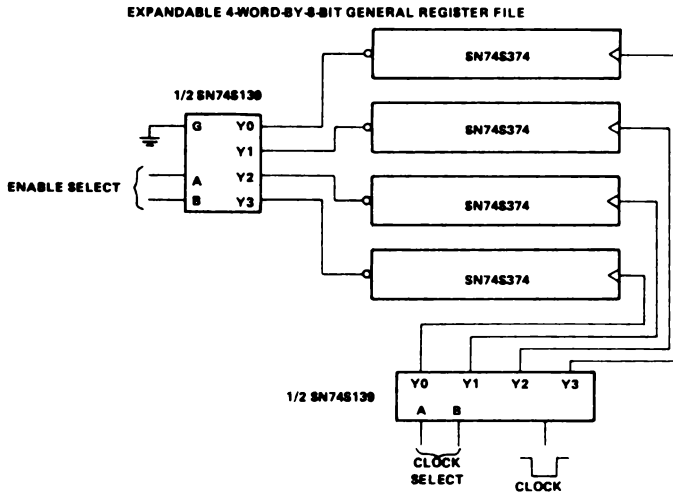 EXPANDABLE 4-WORD-BY-8-BIT GENERAL REGISTER FILE
SN74S374
1/2 SN74S139
G Y0
Y1
A Y2
B Y3
ENABLE SELECT
SN74S374
SN74S374
SN74S374
1/2 SN74S139
Y0 Y1 Y2 Y3
A B
CLOCK
SELECT
CLOCK